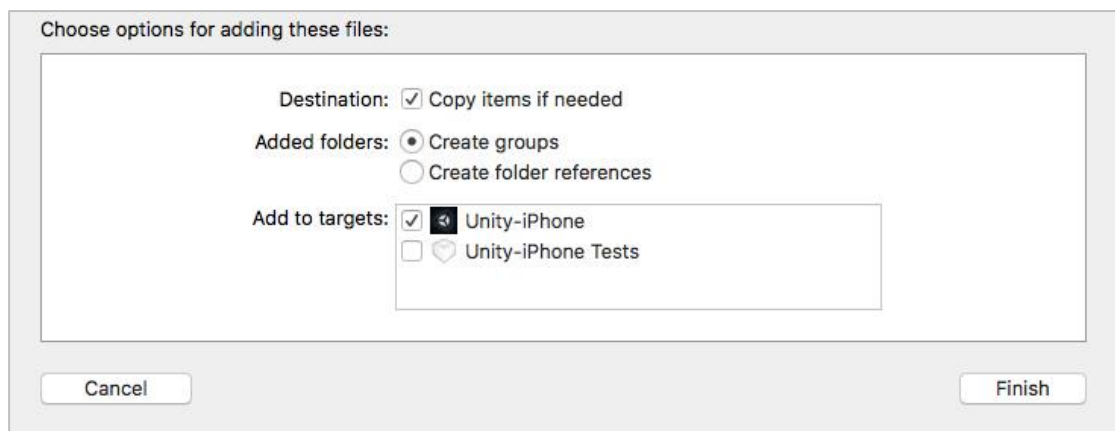 Choose options for adding these files:
Destination: Copy items if needed
Added folders: Create groups
Create folder references
Add to targets: Unity-iPhone
Unity-iPhone Tests
Cancel Finish